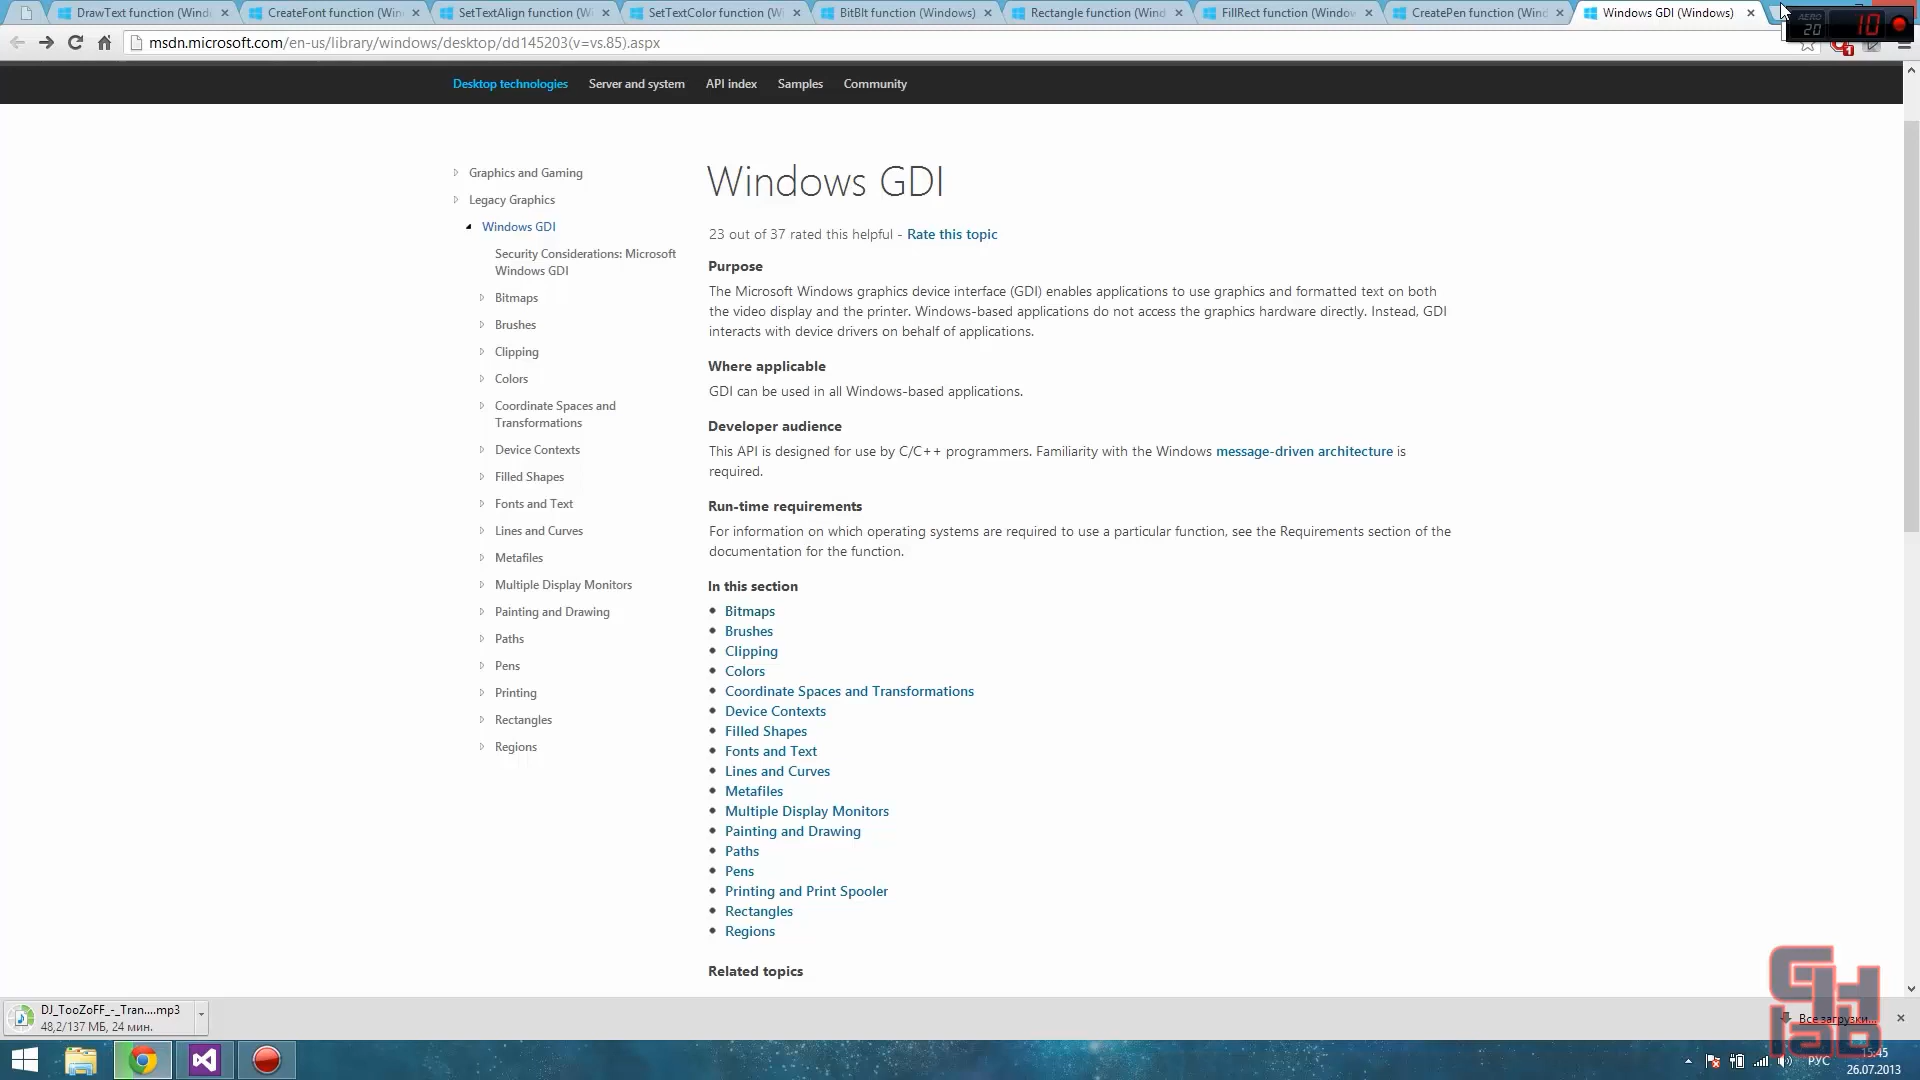 DrawText function (Wind
CreateFont function (Win
SetTextAlign function (W
SetTextColor function (Wi
BitBlt function (Windows)
Rectangle function (Wind
FillRect function (Window
CreatePen function (Wind
Windows GDI (Windows)
AERO
20
10
msdn.microsoft.com/en-us/library/windows/desktop/dd145203(v=vs.85).aspx
1
Desktop technologies
Server and system
API index
Samples
Community
Graphics and Gaming
Legacy Graphics
Windows GDI
Security Considerations: Microsoft
Windows GDI
Bitmaps
Brushes
Clipping
Colors
Coordinate Spaces and
Transformations
Device Contexts
Filled Shapes
Fonts and Text
Lines and Curves
Metafiles
Multiple Display Monitors
Painting and Drawing
Paths
Pens
Printing
Rectangles
Regions
Windows GDI
23 out of 37 rated this helpful - Rate this topic
Purpose
The Microsoft Windows graphics device interface (GDI) enables applications to use graphics and formatted text on both
the video display and the printer. Windows-based applications do not access the graphics hardware directly. Instead, GDI
interacts with device drivers on behalf of applications.
Where applicable
GDI can be used in all Windows-based applications.
Developer audience
This API is designed for use by C/C++ programmers. Familiarity with the Windows message-driven architecture is
required.
Run-time requirements
For information on which operating systems are required to use a particular function, see the Requirements section of the
documentation for the function.
In this section
• Bitmaps
• Brushes
• Clipping
• Colors
• Coordinate Spaces and Transformations
• Device Contexts
• Filled Shapes
• Fonts and Text
• Lines and Curves
• Metafiles
• Multiple Display Monitors
• Painting and Drawing
• Paths
• Pens
• Printing and Print Spooler
• Rectangles
• Regions
Related topics
DJ_TooZoFF_-_Tran....mp3
48,2/137 МБ, 24 мин.
Все загрузки...
lab
РУС
15:45
26.07.2013